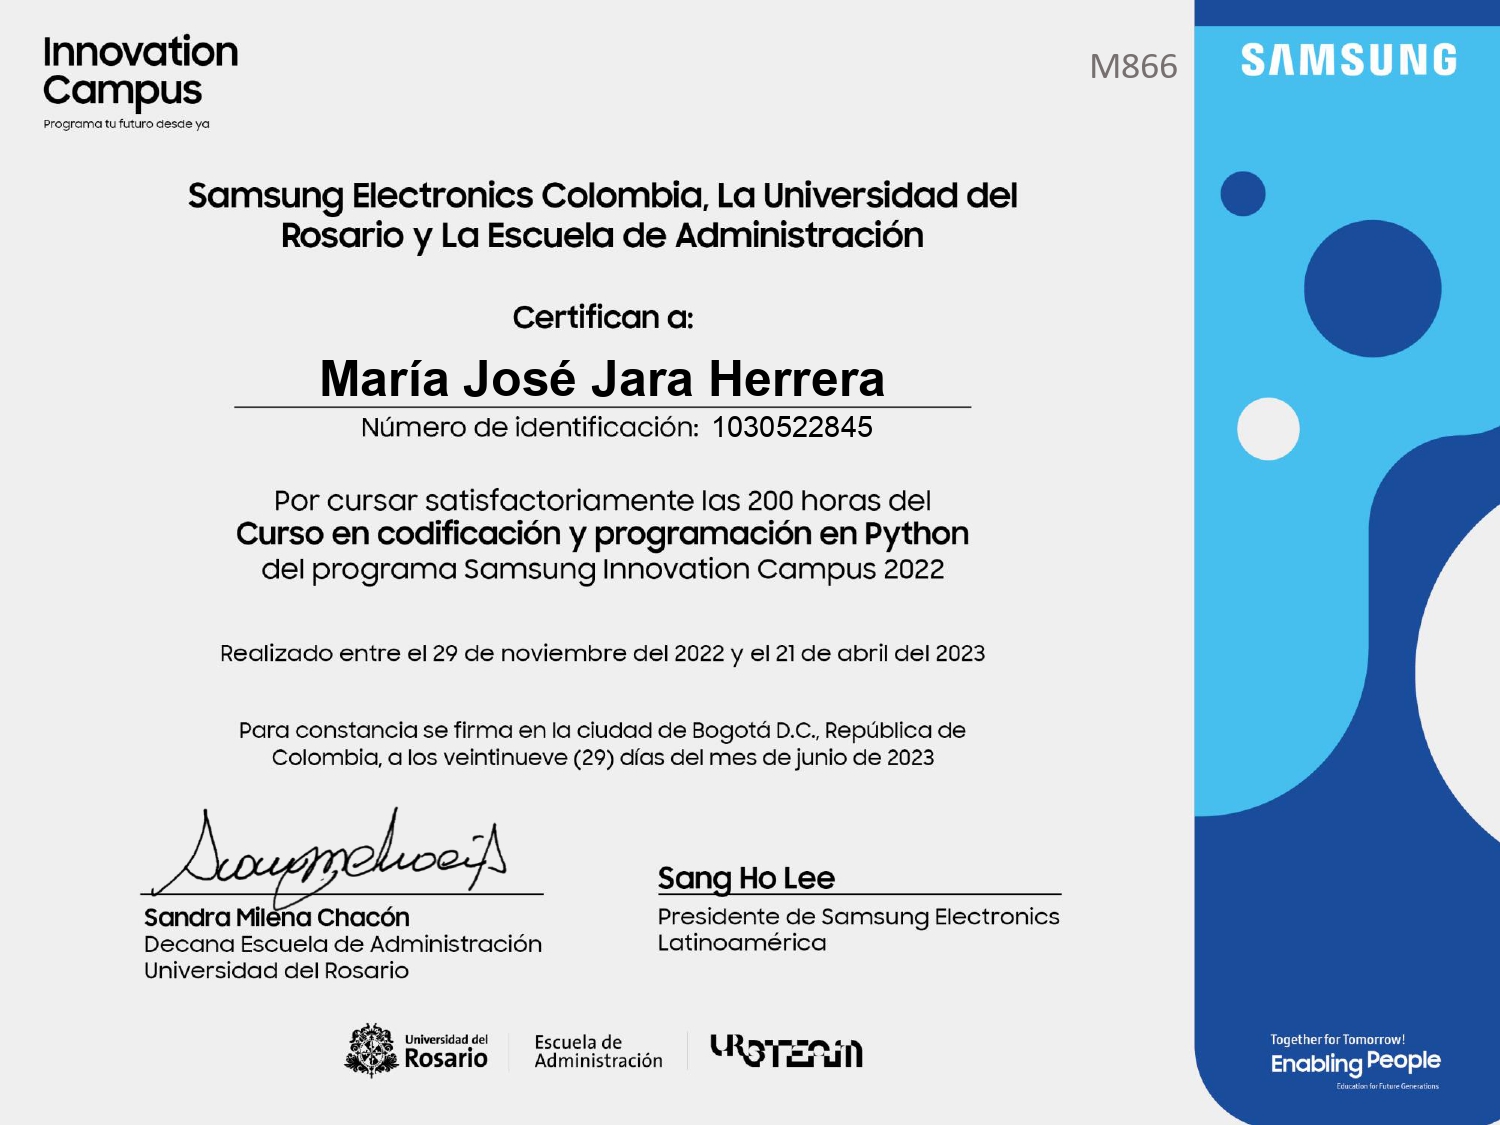 Innovation
Campus
Programa tu futuro desde ya
M866
SAMSUNG
Samsung Electronics Colombia, La Universidad del
Rosario y La Escuela de Administración
Certifican a:
María José Jara Herrera
Número de identificación: 1030522845
Por cursar satisfactoriamente las 200 horas del
Curso en codificación y programación en Python
del programa Samsung Innovation Campus 2022
Realizado entre el 29 de noviembre del 2022 y el 21 de abril del 2023
Para constancia se firma en la ciudad de Bogotá D.C., República de
Colombia, a los veintinueve (29) días del mes de junio de 2023
Sandra Milena Chacón
Decana Escuela de Administración
Universidad del Rosario
Sang Ho Lee
Presidente de Samsung Electronics
Latinoamérica
Universidad del
Rosario
Escuela de
Administración
UR STEAM
Together for Tomorrow!
Enabling People
Education for Future Generations